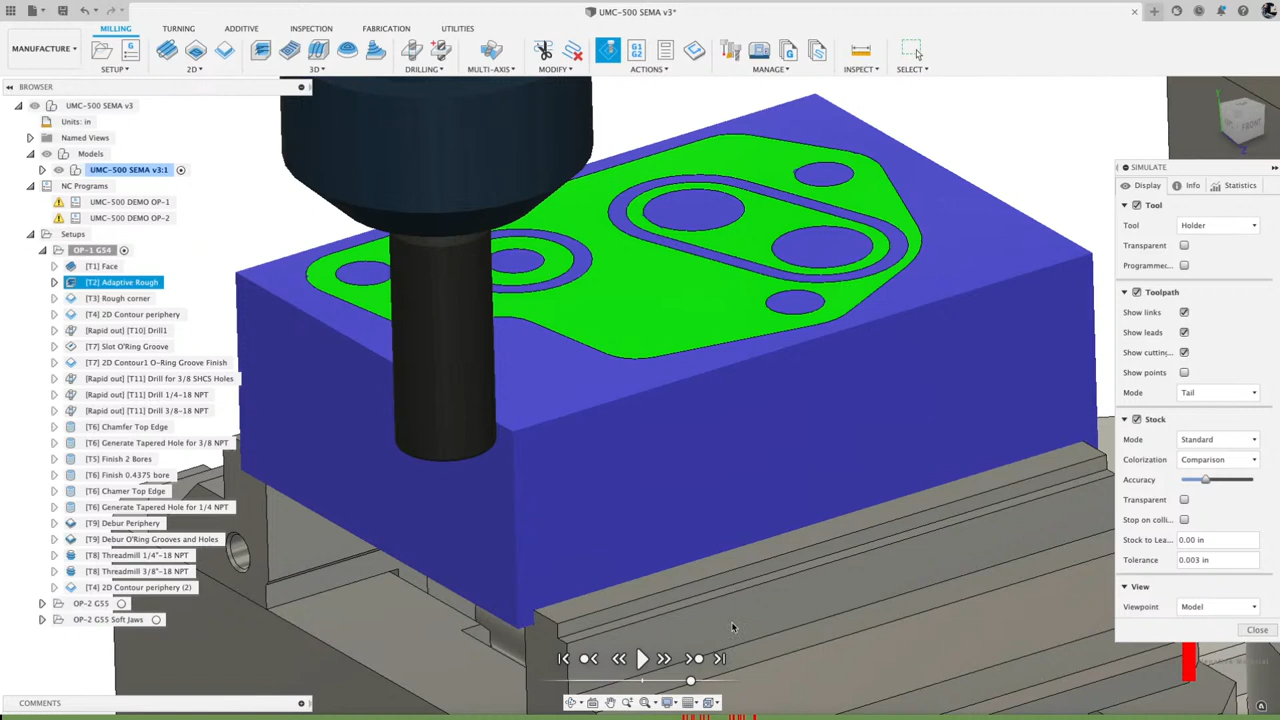 UMC-500 SEMA v3*
MILLING TURNING ADDITIVE INSPECTION FABRICATION UTILITIES
MANUFACTURE
SETUP 2D 3D DRILLING MULTI-AXIS MODIFY ACTIONS MANAGE INSPECT SELECT
BROWSER
UMC-500 SEMA v3
Units: in
Named Views
Models
UMC-500 SEMA v3:1
NC Programs
UMC-500 DEMO OP-1
UMC-500 DEMO OP-2
Setups
OP-1 G54
[T1] Face
[T2] Adaptive Rough
[T3] Rough corner
[T4] 2D Contour periphery
[Rapid out] [T10] Drill1
[T7] Slot O'Ring Groove
[T7] 2D Contour1 O-Ring Groove Finish
[Rapid out] [T11] Drill for 3/8 SHCS Holes
[Rapid out] [T11] Drill 1/4-18 NPT
[Rapid out] [T11] Drill 3/8-18 NPT
[T6] Chamfer Top Edge
[T6] Generate Tapered Hole for 3/8 NPT
[T5] Finish 2 Bores
[T6] Finish 0.4375 bore
[T6] Chamer Top Edge
[T6] Generate Tapered Hole for 1/4 NPT
[T9] Debur Periphery
[T9] Debur O'Ring Grooves and Holes
[T8] Threadmill 1/4"-18 NPT
[T8] Threadmill 3/8"-18 NPT
[T4] 2D Contour periphery (2)
OP-2 G55
OP-2 G55 Soft Jaws
COMMENTS
FRONT
SIMULATE
Display Info Statistics
Tool
Tool Holder
Transparent
Programme...
Toolpath
Show links
Show leads
Show cutting...
Show points
Mode Tail
Stock
Mode Standard
Colorization Comparison
Accuracy
Transparent
Stop on colli...
Stock to Lea... 0.00 in
Tolerance 0.003 in
View
Viewpoint Model
Close